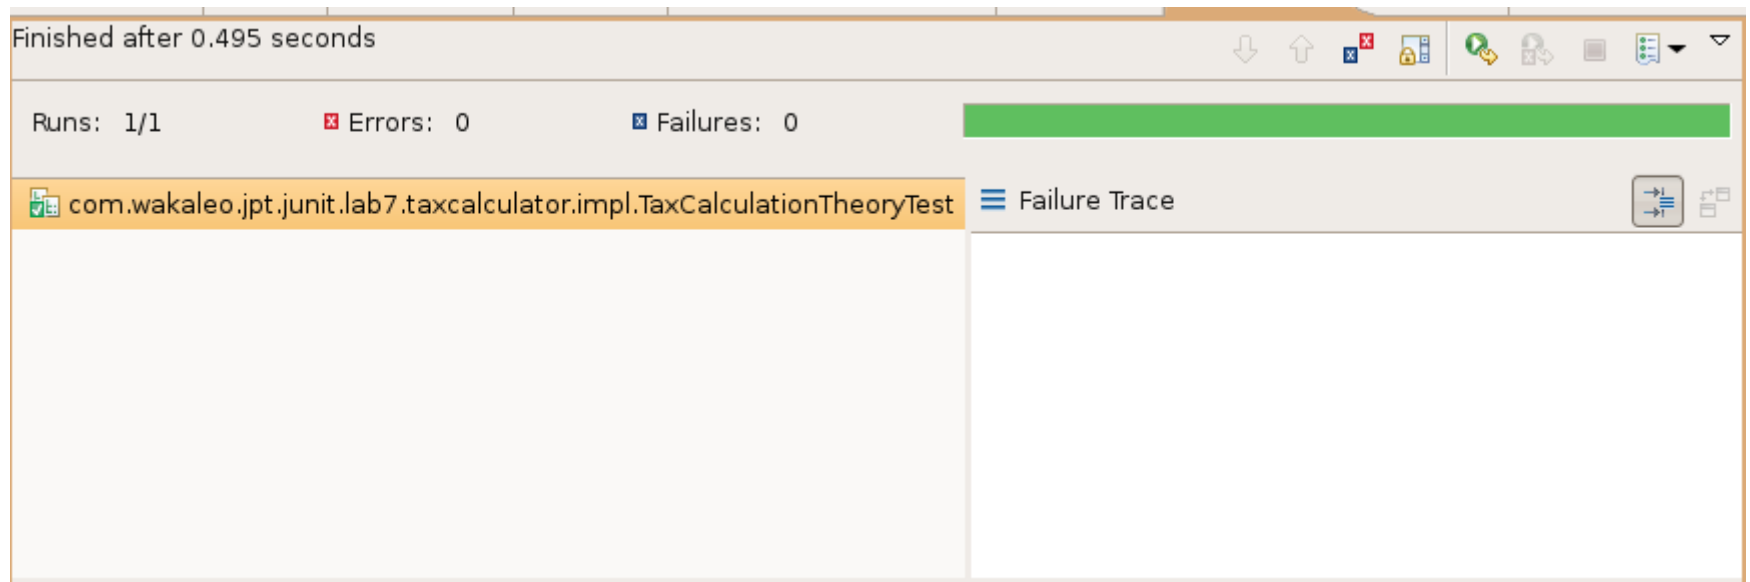 Finished after 0.495 seconds
Runs: 1/1 Errors: 0 Failures: 0
com.wakaleo.jpt.junit.lab7.taxcalculator.impl.TaxCalculationTheoryTest
Failure Trace